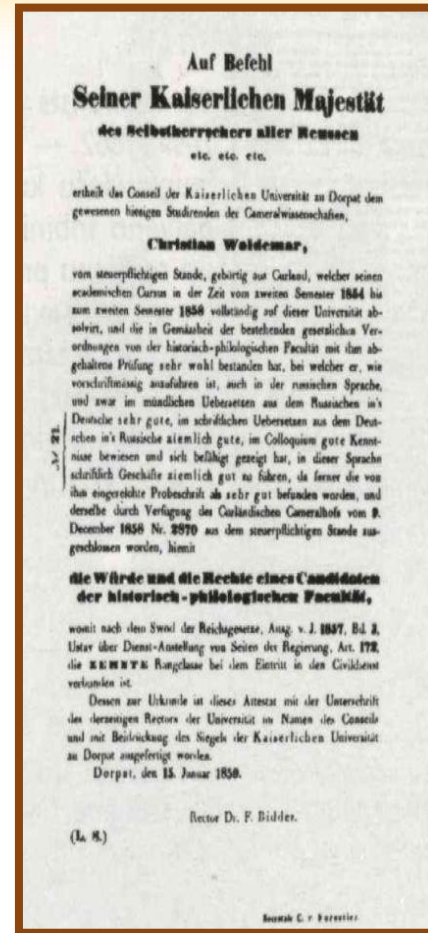 Auf Befehl
Seiner Kaiserlichen Majestät
des Selbstherrschers aller Reussen
etc. etc. etc.
ertheilt das Conseil der Kaiserlichen Universität zu Dorpat dem
gewesenen hiesigen Studirenden der Cameralwissenschaften,
Christian Woldemar,
vom steuerpflichtigen Stande, gebürtig aus Curland, welcher seinen
academischen Cursus in der Zeit vom zweiten Semester 1854 bis
zum zweiten Semester 1858 vollständig auf dieser Universität ab-
solvirt, und die in Gemässheit der bestehenden gesetzlichen Ver-
ordnungen von der historisch-philologischen Facultät mit ihm ab-
gehaltene Prüfung sehr wohl bestanden hat, bei welcher er, wie
vorschriftmässig anzuführen ist, auch in der russischen Sprache,
und zwar im mündlichen Uebersetzen aus dem Russischen in's
Deutsche sehr gute, im schriftlichen Uebersetzen aus dem Deut-
schen in's Russische ziemlich gute, im Colloquium gute Kennt-
nisse bewiesen und sich befähigt gezeigt hat, in dieser Sprache
schriftlich Geschäfte ziemlich gut zu führen, da ferner die von
ihm eingereichte Probeschrift als sehr gut befunden worden, und
derselbe durch Verfügung des Curländischen Cameralhofs vom 9.
December 1858 Nr. 2970 aus dem steuerpflichtigen Stande aus-
geschlossen worden, hiemit
die Würde und die Rechte eines Candidaten
der historisch-philologischen Facultät,
womit nach dem Swod der Reichsgesetze, Ausg. v. J. 1857, Bd. 3,
Ustav über Dienst-Anstellung von Seiten der Regierung, Art. 172,
die ZEHNTE Rangclasse bei dem Eintritt in den Civildienst
verbunden ist.
Dessen zur Urkunde ist dieses Attestat mit der Unterschrift
des derzeitigen Rectors der Universität im Namen des Conseils
und mit Beidrückung des Siegels der Kaiserlichen Universität
zu Dorpat ausgefertigt worden.
Dorpat, den 15. Januar 1859.
Rector Dr. F. Bidder.
(L. S.)
Secretair C. v. Forestier.